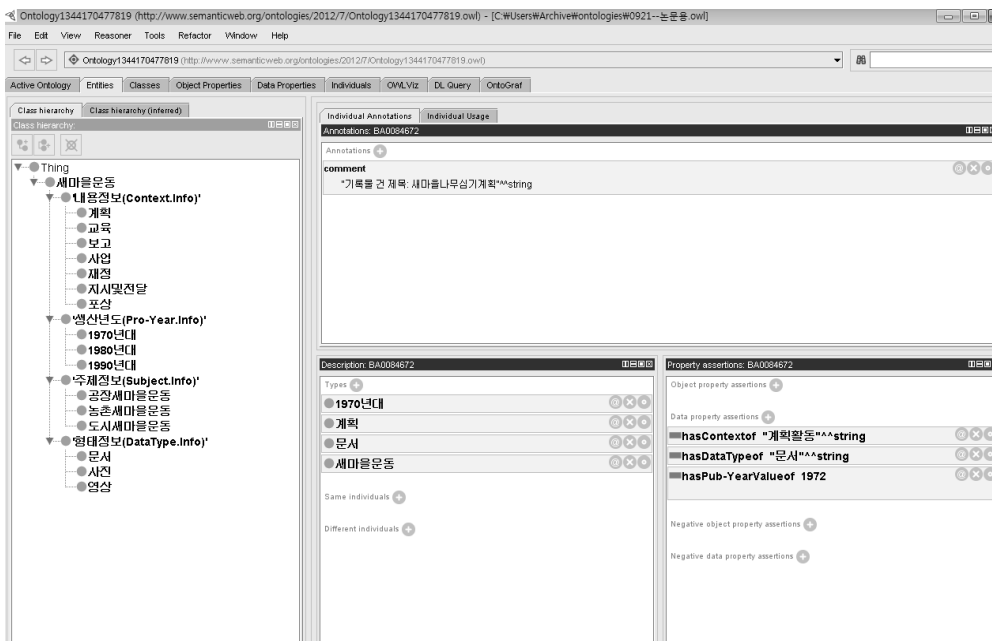 Ontology1344170477819 (http://www.semanticweb.org/ontologies/2012/7/Ontology1344170477819.owl) - [C:₩Users₩Archive₩ontologies₩0921--논문용.owl]
File Edit View Reasoner Tools Refactor Window Help
Ontology1344170477819 (http://www.semanticweb.org/ontologies/2012/7/Ontology1344170477819.owl)
Active Ontology Entities Classes Object Properties Data Properties Individuals OWLViz DL Query OntoGraf
Class hierarchy Class hierarchy (inferred)
Class hierarchy:
Thing
새마을운동
'내용정보(Context.Info)'
계획
교육
보고
사업
재정
지시및전달
포상
'생산년도(Pro-Year.Info)'
1970년대
1980년대
1990년대
'주제정보(Subject.Info)'
공장새마을운동
농촌새마을운동
도시새마을운동
'형태정보(DataType.Info)'
문서
사진
영상
Individual Annotations Individual Usage
Annotations: BA0084672
Annotations
comment
"기록물 건 제목: 새마을나무심기계획"^^string
Description: BA0084672
Types
1970년대
계획
문서
새마을운동
Same individuals
Different individuals
Property assertions: BA0084672
Object property assertions
Data property assertions
hasContextof "계획활동"^^string
hasDataTypeof "문서"^^string
hasPub-YearValueof 1972
Negative object property assertions
Negative data property assertions